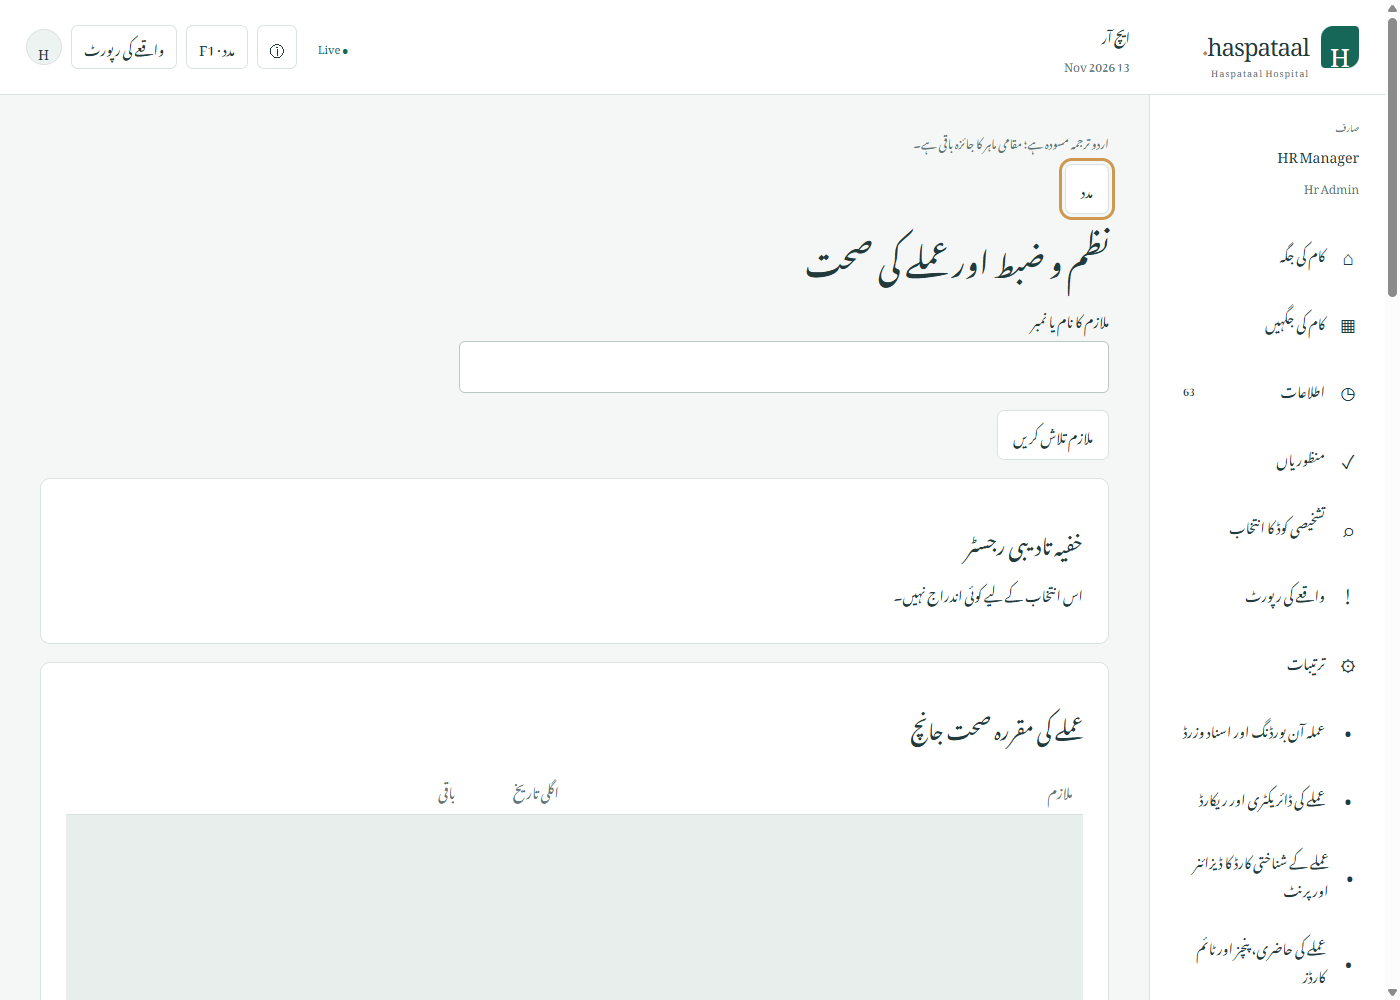 H
haspataal.
Haspataal Hospital
ایچ آر
13 Nov 2026
Live
مدد F1
واقعے کی رپورٹ
H
صارف
HR Manager
Hr Admin
کام کی جگہ
کام کی جگہیں
اطلاعات 63
منظوریاں
تشخیصی کوڈ کا انتخاب
! واقعے کی رپورٹ
ترتیبات
عملہ آن بورڈنگ اور اسناد وزرڈ
عملے کی ڈائریکٹری اور ریکارڈ
عملے کے شناختی کارڈ کا ڈیزائنر
اور پرنٹ
عملے کی حاضری، پنچز اور ٹائم
کارڈز
اردو ترجمہ مسودہ ہے؛ مقامی ماہر کا جائزہ باقی ہے۔
مدد
نظم و ضبط اور عملے کی صحت
ملازم کا نام یا نمبر
ملازم تلاش کریں
خفیہ تادیبی رجسٹر
اس انتخاب کے لیے کوئی اندراج نہیں۔
عملے کی مقررہ صحت جانچ
ملازم اگلی تاریخ باقی